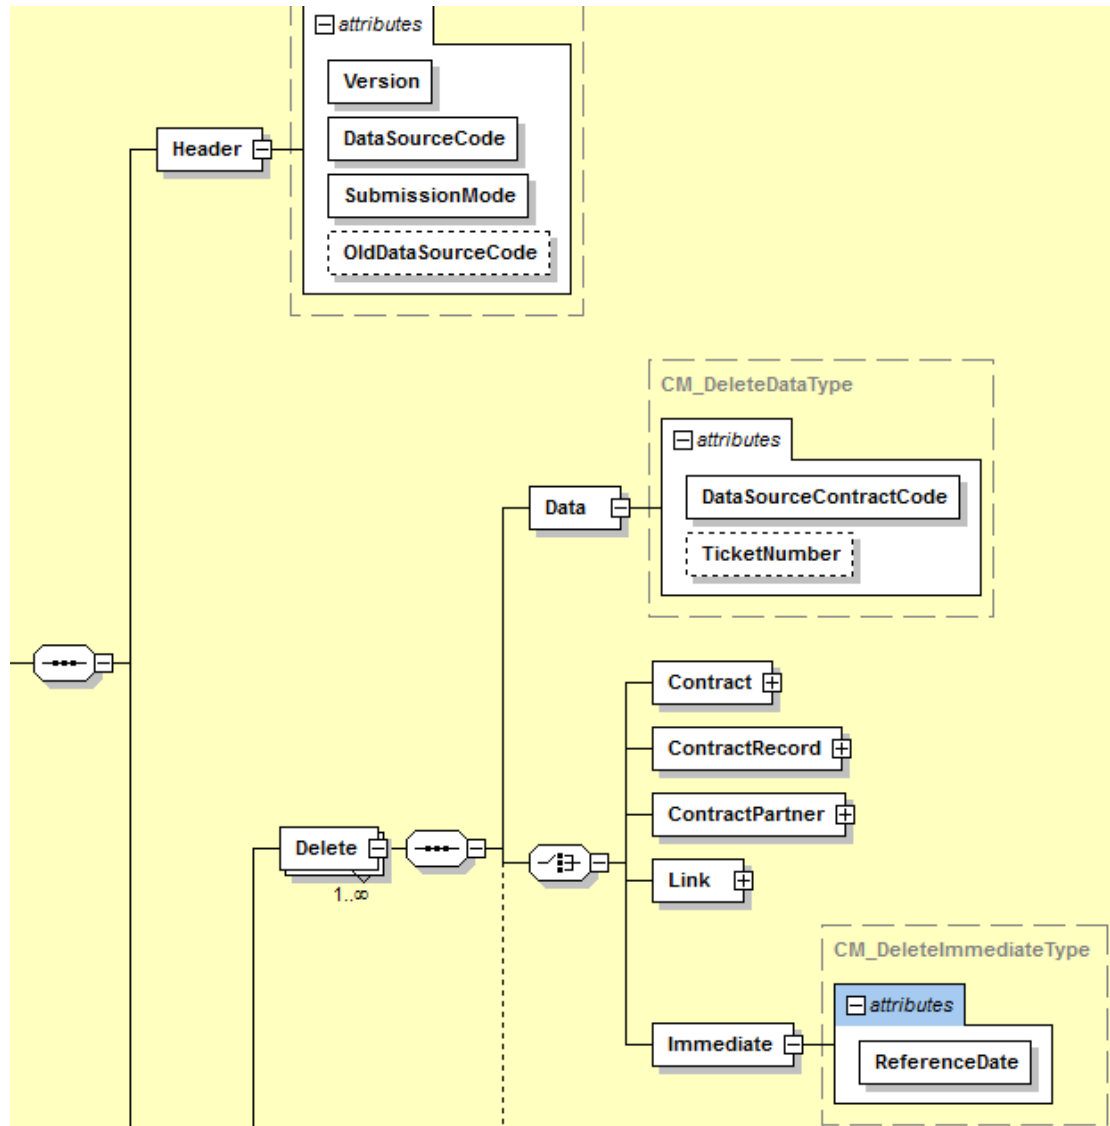 attributes
Version
DataSourceCode
Header
SubmissionMode
OldDataSourceCode
CM_DeleteDataType
attributes
DataSourceContractCode
Data
TicketNumber
Contract
ContractRecord
ContractPartner
Delete
1..∞
Link
CM_DeleteImmediateType
attributes
Immediate
ReferenceDate